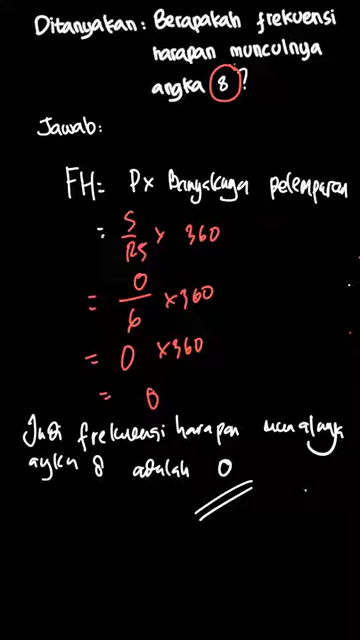 Ditanyakan: Berapakah frekuensi
harapan munculnya
angka 8?
Jawab:
FH = P x Banyaknya pelemparan
= S/RS x 360
= 0/6 x 360
= 0 x 360
= 0
Jadi frekuensi harapan munculnya
angka 8 adalah 0